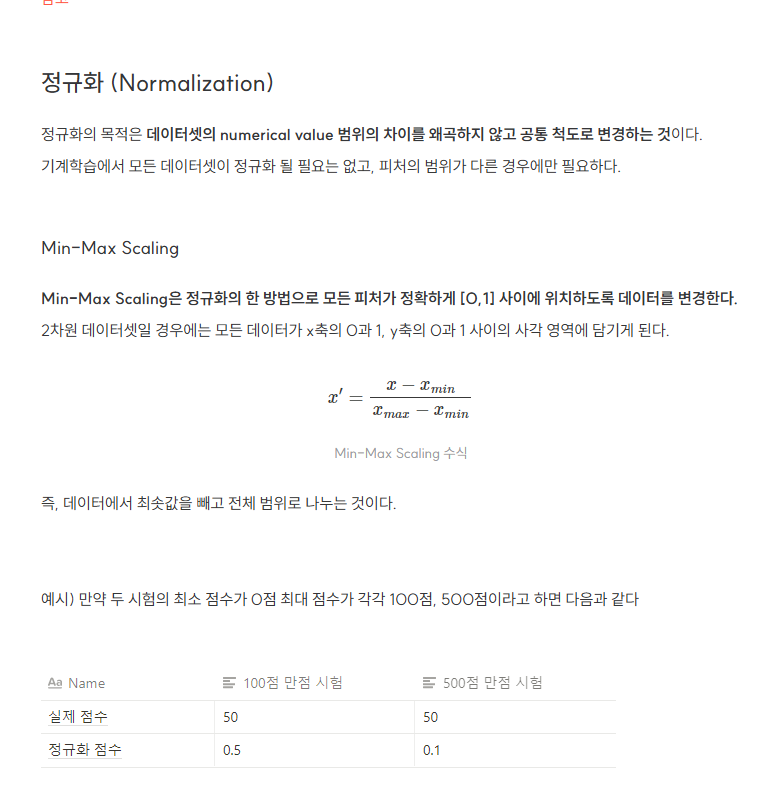 정규화 (Normalization)
정규화의 목적은 데이터셋의 numerical value 범위의 차이를 왜곡하지 않고 공통 척도로 변경하는 것이다.
기계학습에서 모든 데이터셋이 정규화 될 필요는 없고, 피처의 범위가 다른 경우에만 필요하다.
Min-Max Scaling
Min-Max Scaling은 정규화의 한 방법으로 모든 피처가 정확하게 [0,1] 사이에 위치하도록 데이터를 변경한다.
2차원 데이터셋일 경우에는 모든 데이터가 x축의 0과 1, y축의 0과 1 사이의 사각 영역에 담기게 된다.
x′ = (x − x_min) / (x_max − x_min)
Min-Max Scaling 수식
즉, 데이터에서 최솟값을 빼고 전체 범위로 나누는 것이다.
예시) 만약 두 시험의 최소 점수가 0점 최대 점수가 각각 100점, 500점이라고 하면 다음과 같다
Aa Name 100점 만점 시험 500점 만점 시험
실제 점수 50 50
정규화 점수 0.5 0.1